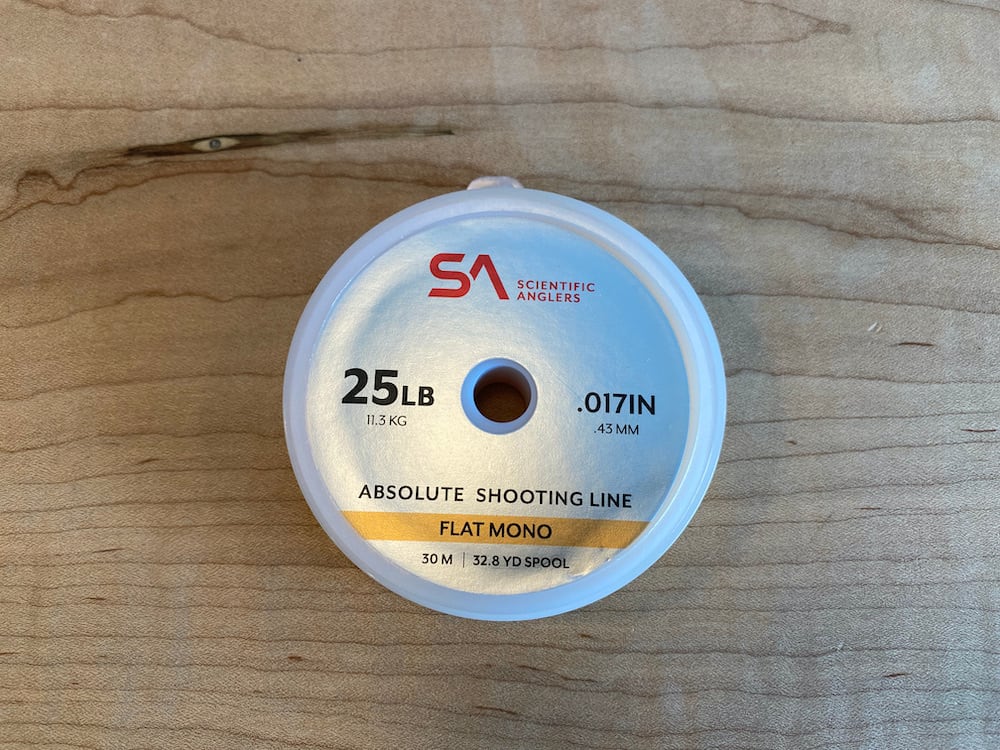 SA SCIENTIFIC
ANGLERS
25LB
11.3 KG
.017IN
.43 MM
ABSOLUTE SHOOTING LINE
FLAT MONO
30 M | 32.8 YD SPOOL